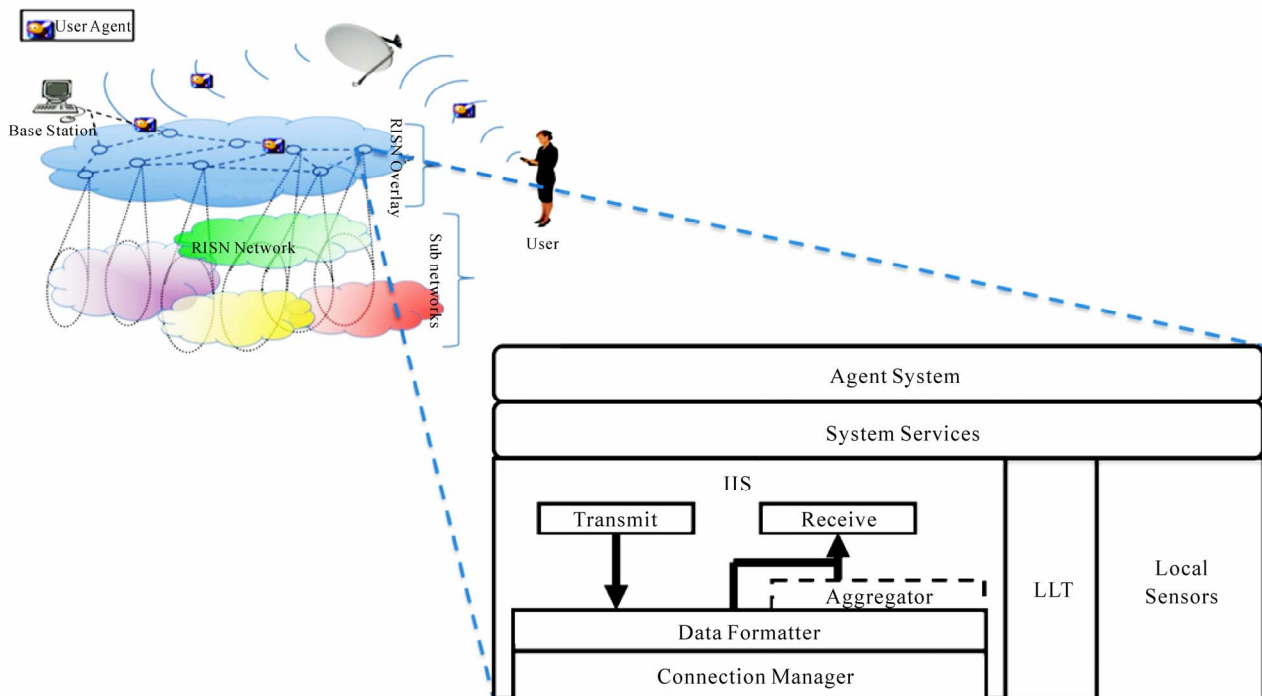 User Agent
Base Station
RISN Overlay
User
RISN Network
Sub networks
Agent System
System Services
IIS
Transmit
Receive
Aggregator
LLT
Local
Sensors
Data Formatter
Connection Manager